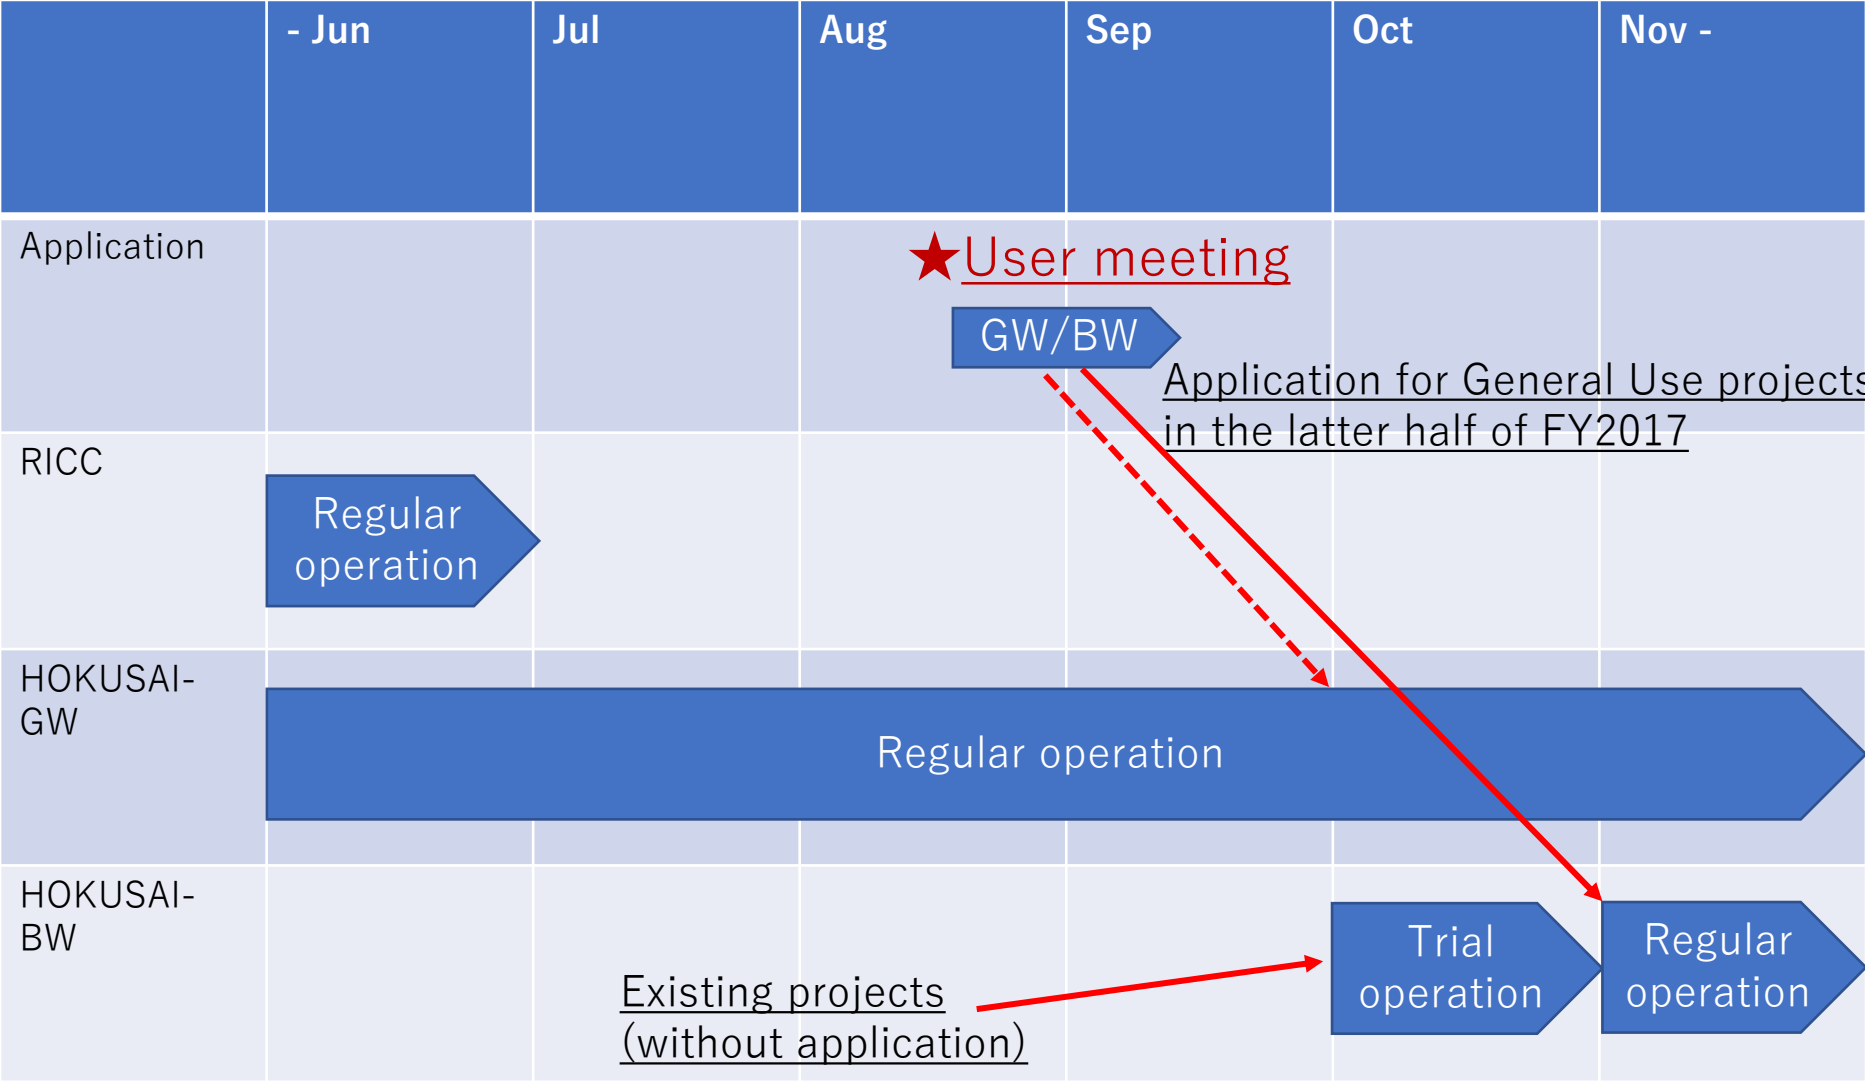 - Jun
Jul
Aug
Sep
Oct
Nov -
Application
★User meeting
GW/BW
Application for General Use projects
in the latter half of FY2017
RICC
Regular
operation
HOKUSAI-
GW
Regular operation
HOKUSAI-
BW
Trial
operation
Regular
operation
Existing projects
(without application)